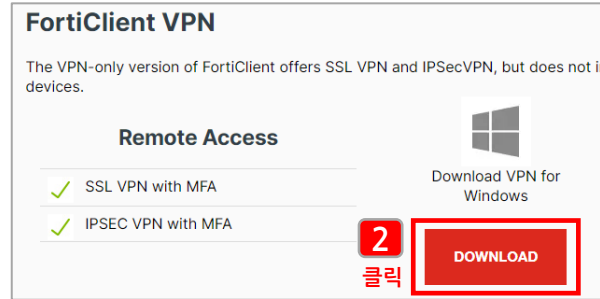 FortiClient VPN
The VPN-only version of FortiClient offers SSL VPN and IPSecVPN, but does not
devices.
Remote Access
SSL VPN with MFA
IPSEC VPN with MFA
Download VPN for
Windows
2
클릭
DOWNLOAD